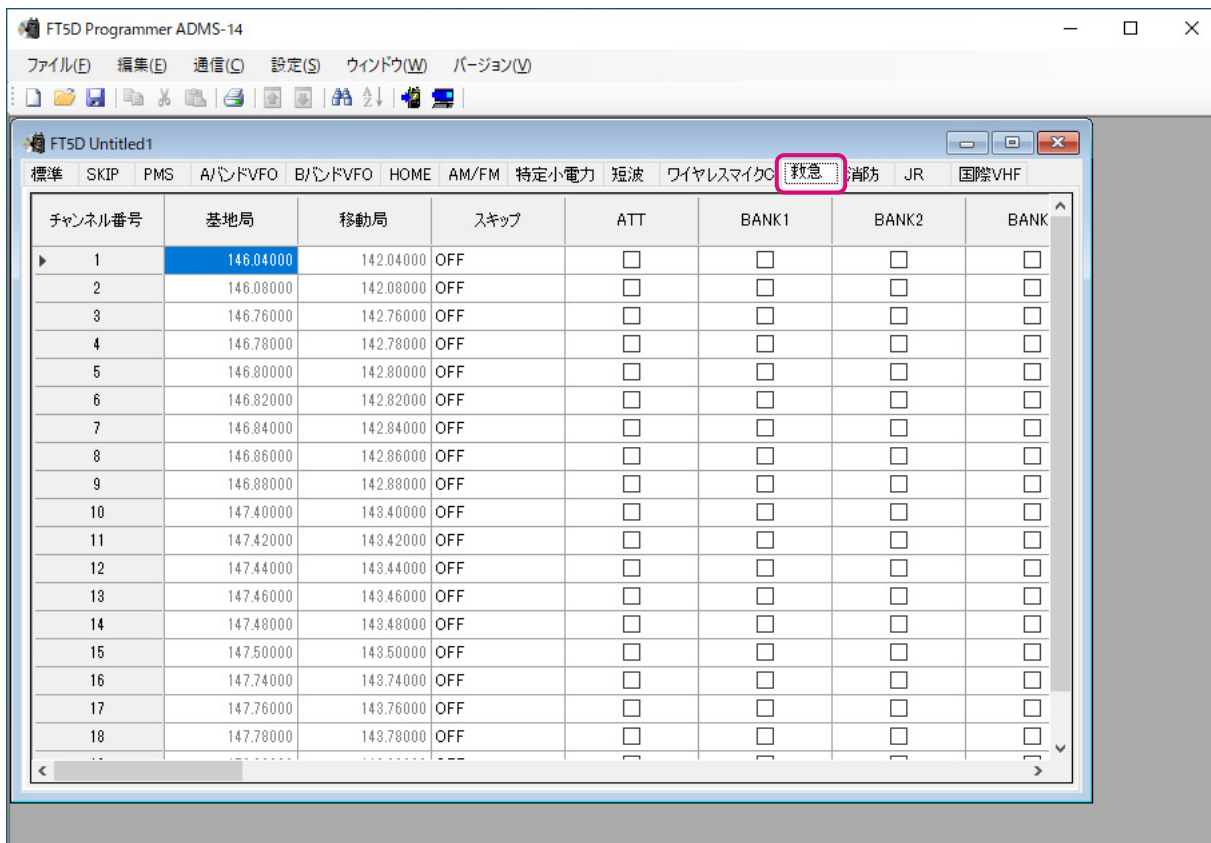 FT5D Programmer ADMS-14
ファイル(F) 編集(E) 通信(C) 設定(S) ウィンドウ(W) バージョン(V)
FT5D Untitled1
標準 SKIP PMS AバンドVFO BバンドVFO HOME AM/FM 特定小電力 短波 ワイヤレスマイクC 救急 消防 JR 国際VHF
チャンネル番号 基地局 移動局 スキップ ATT BANK1 BANK2 BANK
1 146.04000 142.04000 OFF
2 146.08000 142.08000 OFF
3 146.76000 142.76000 OFF
4 146.78000 142.78000 OFF
5 146.80000 142.80000 OFF
6 146.82000 142.82000 OFF
7 146.84000 142.84000 OFF
8 146.86000 142.86000 OFF
9 146.88000 142.88000 OFF
10 147.40000 143.40000 OFF
11 147.42000 143.42000 OFF
12 147.44000 143.44000 OFF
13 147.46000 143.46000 OFF
14 147.48000 143.48000 OFF
15 147.50000 143.50000 OFF
16 147.74000 143.74000 OFF
17 147.76000 143.76000 OFF
18 147.78000 143.78000 OFF